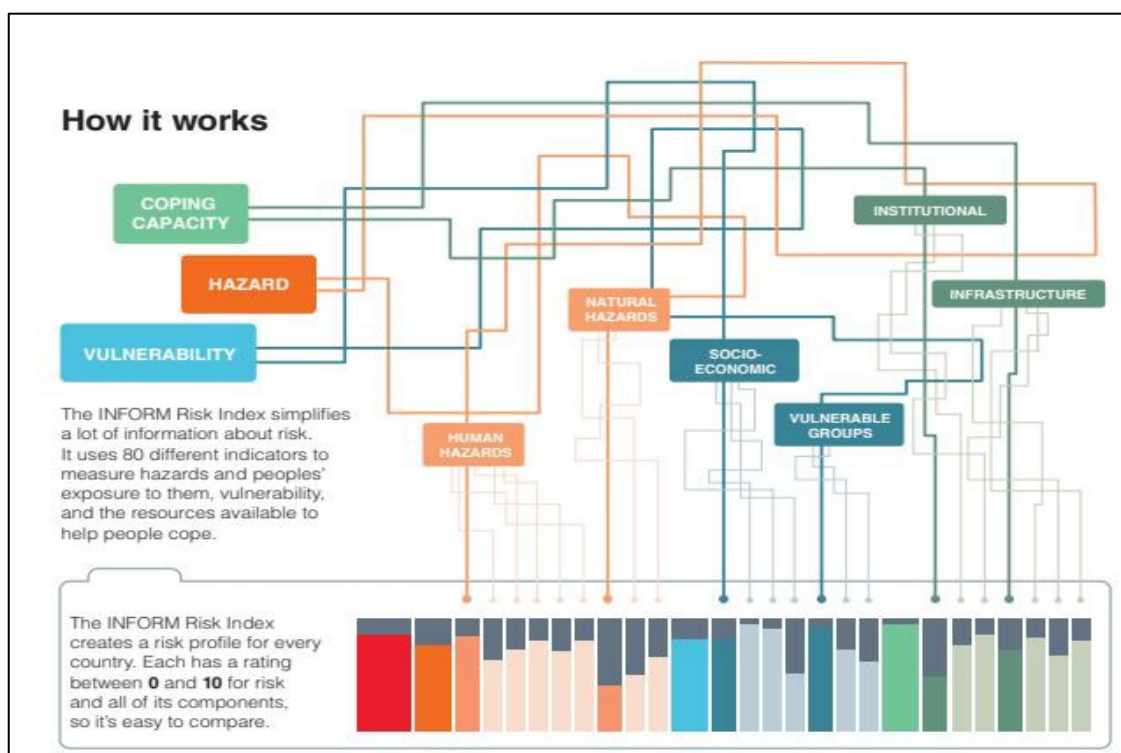 How it works
COPING
CAPACITY
HAZARD
VULNERABILITY
The INFORM Risk Index simplifies
a lot of information about risk.
It uses 80 different indicators to
measure hazards and peoples'
exposure to them, vulnerability,
and the resources available to
help people cope.
INSTITUTIONAL
INFRASTRUCTURE
NATURAL
HAZARDS
SOCIO-
ECONOMIC
VULNERABLE
GROUPS
HUMAN
HAZARDS
The INFORM Risk Index
creates a risk profile for every
country. Each has a rating
between 0 and 10 for risk
and all of its components,
so it's easy to compare.